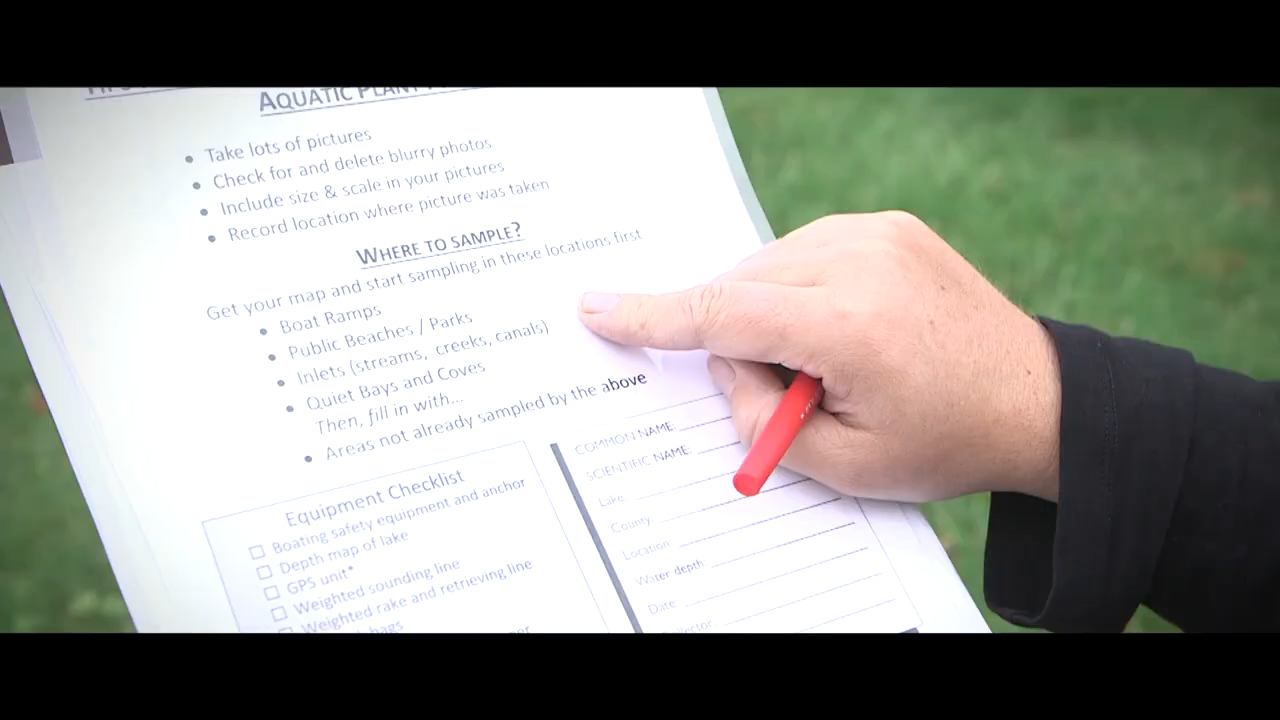 AQUATIC PLANT
• Take lots of pictures
• Check for and delete blurry photos
• Include size & scale in your pictures
• Record location where picture was taken
WHERE TO SAMPLE?
Get your map and start sampling in these locations first
• Boat Ramps
• Public Beaches / Parks
• Inlets (streams, creeks, canals)
• Quiet Bays and Coves
Then, fill in with...
• Areas not already sampled by the above
Equipment Checklist
Boating safety equipment and anchor
Depth map of lake
GPS unit*
Weighted sounding line
Weighted rake and retrieving line
bags
COMMON NAME:
SCIENTIFIC NAME:
Lake:
County:
Location:
Water depth:
Date: